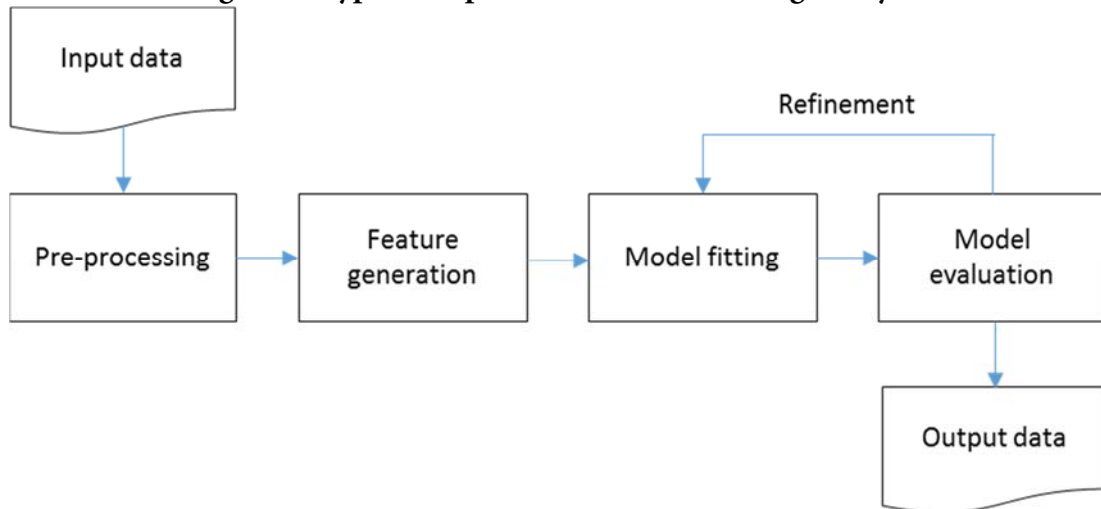 Input data
Refinement
Pre-processing
Feature
generation
Model fitting
Model
evaluation
Output data